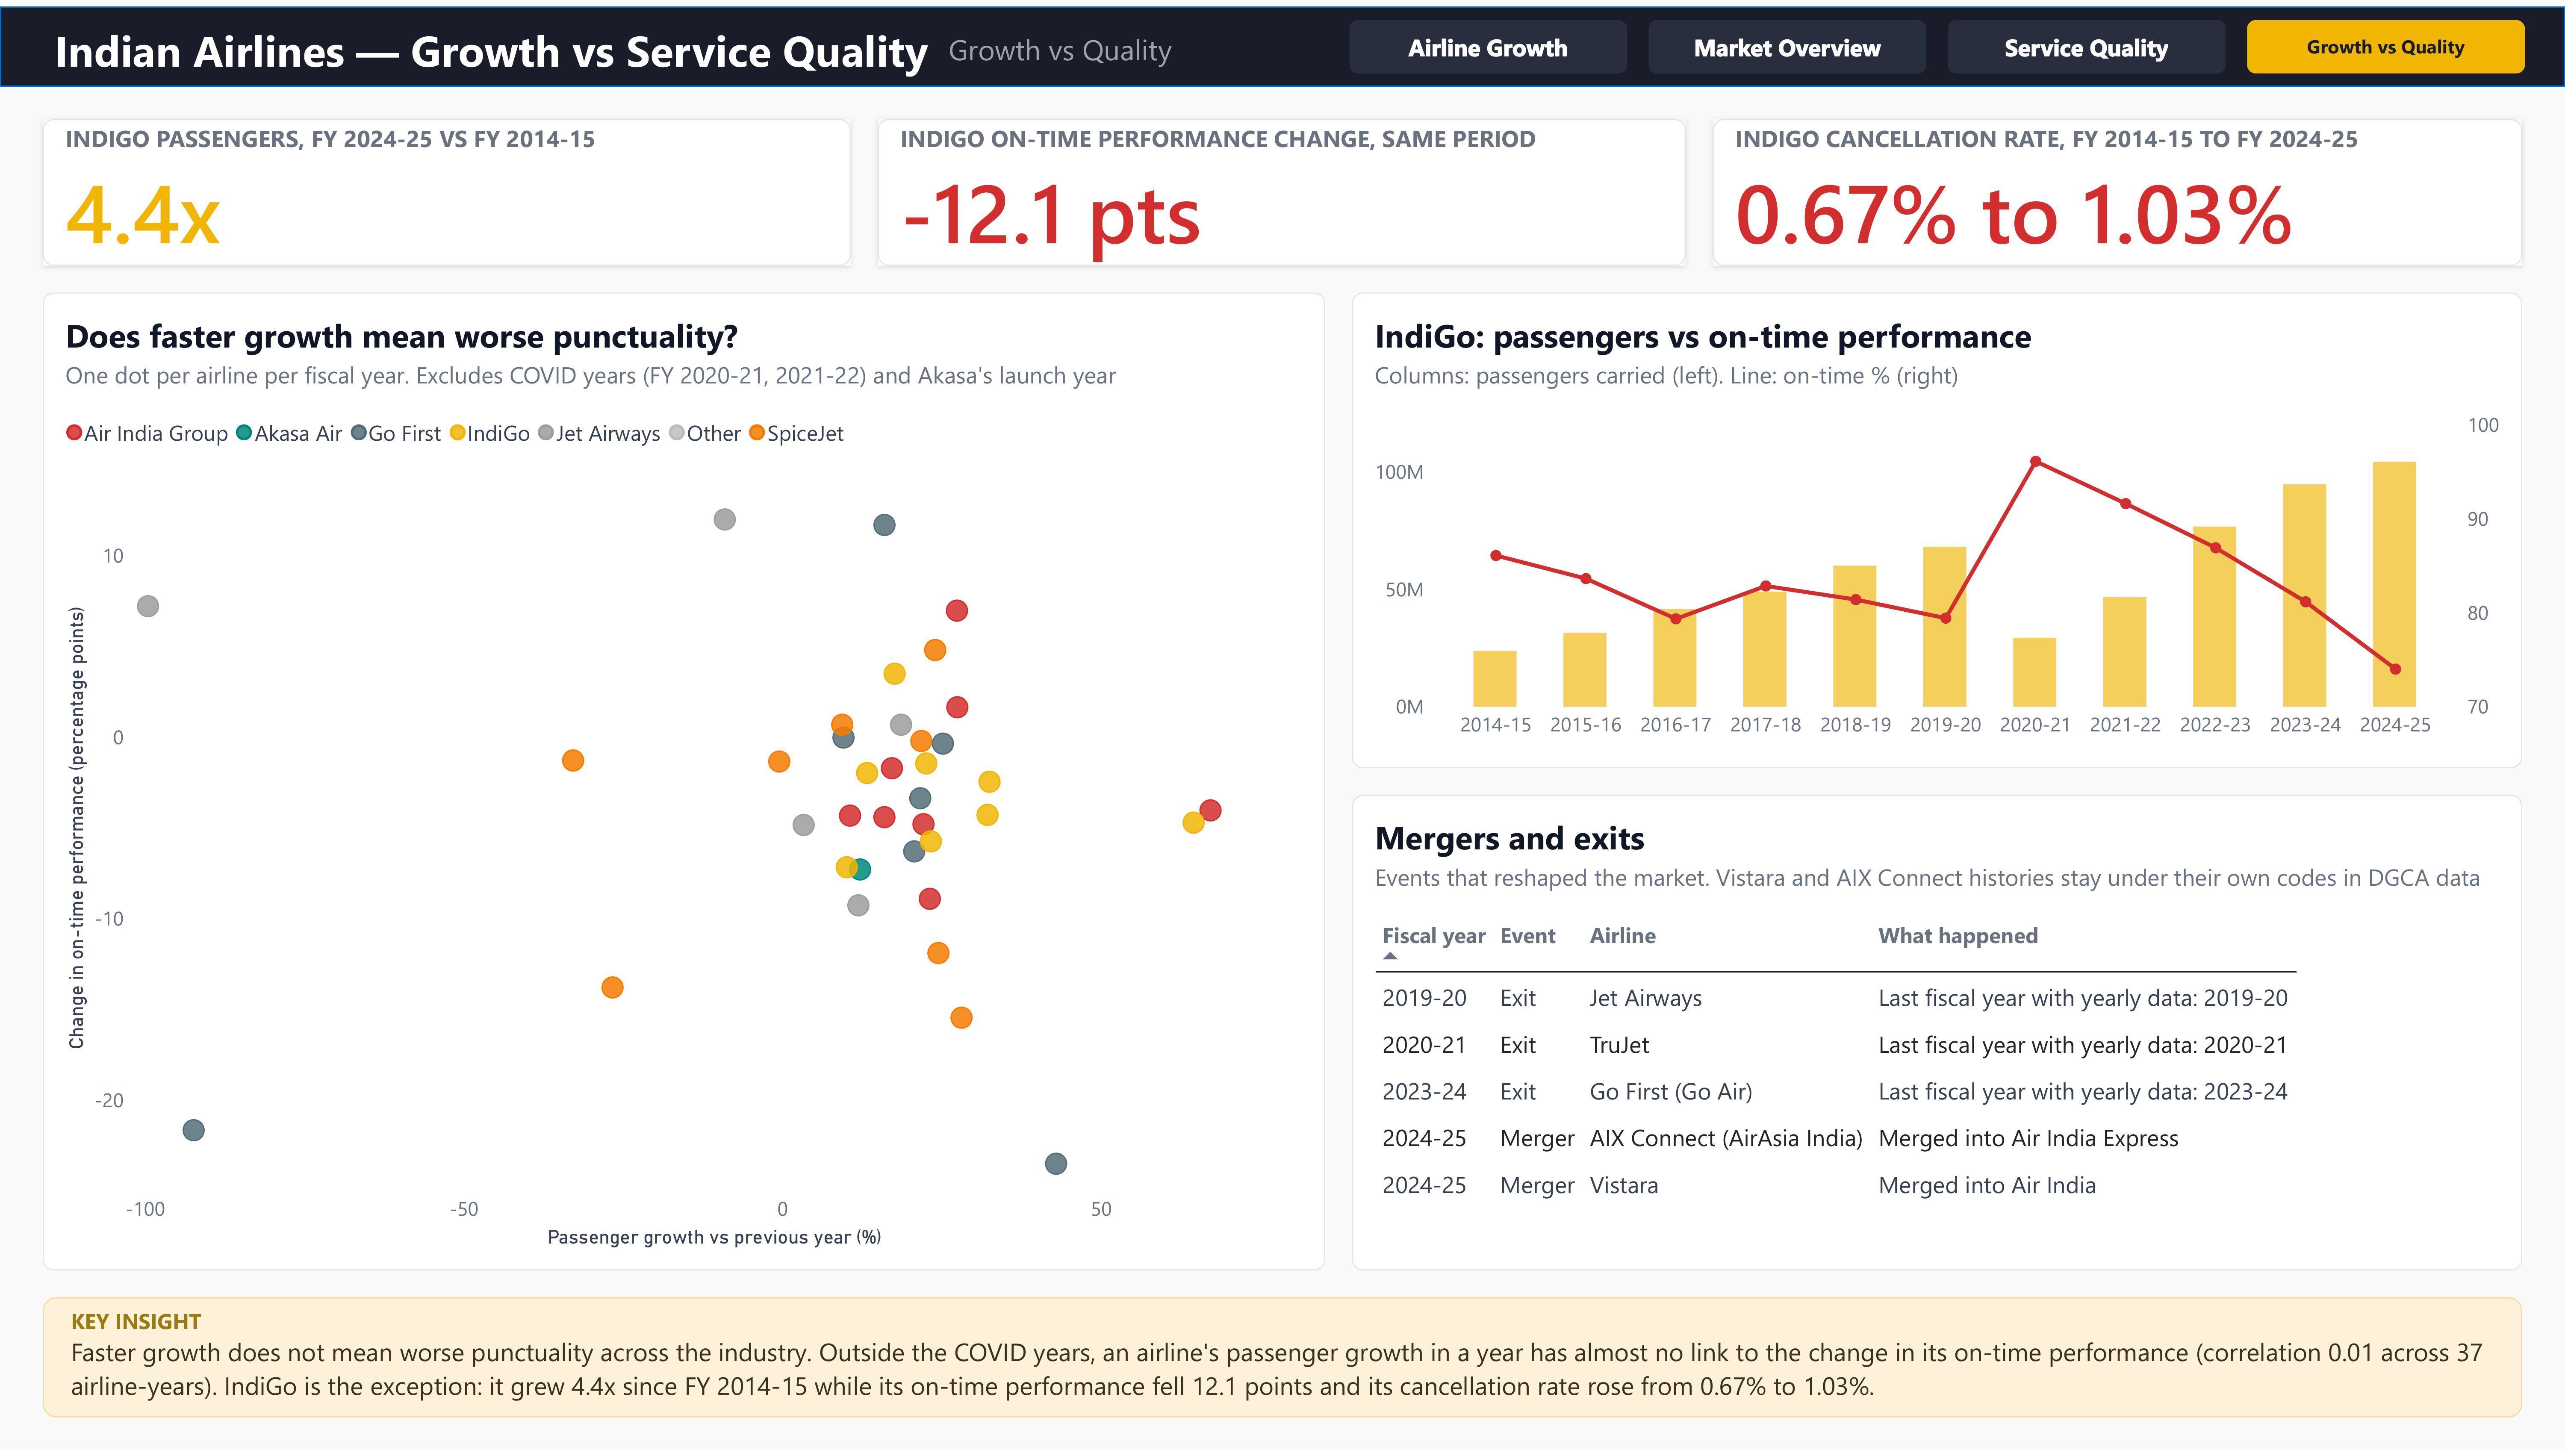 Indian Airlines — Growth vs Service Quality Growth vs Quality
Airline Growth
Market Overview
Service Quality
Growth vs Quality
INDIGO PASSENGERS, FY 2024-25 VS FY 2014-15
4.4x
INDIGO ON-TIME PERFORMANCE CHANGE, SAME PERIOD
-12.1 pts
INDIGO CANCELLATION RATE, FY 2014-15 TO FY 2024-25
0.67% to 1.03%
Does faster growth mean worse punctuality?
One dot per airline per fiscal year. Excludes COVID years (FY 2020-21, 2021-22) and Akasa's launch year
Air India Group Akasa Air Go First IndiGo Jet Airways Other SpiceJet
Change in on-time performance (percentage points)
10
0
-10
-20
-100 -50 0 50
Passenger growth vs previous year (%)
IndiGo: passengers vs on-time performance
Columns: passengers carried (left). Line: on-time % (right)
100M
50M
0M
100
90
80
70
2014-15 2015-16 2016-17 2017-18 2018-19 2019-20 2020-21 2021-22 2022-23 2023-24 2024-25
Mergers and exits
Events that reshaped the market. Vistara and AIX Connect histories stay under their own codes in DGCA data
Fiscal year Event Airline What happened
2019-20 Exit Jet Airways Last fiscal year with yearly data: 2019-20
2020-21 Exit TruJet Last fiscal year with yearly data: 2020-21
2023-24 Exit Go First (Go Air) Last fiscal year with yearly data: 2023-24
2024-25 Merger AIX Connect (AirAsia India) Merged into Air India Express
2024-25 Merger Vistara Merged into Air India
KEY INSIGHT
Faster growth does not mean worse punctuality across the industry. Outside the COVID years, an airline's passenger growth in a year has almost no link to the change in its on-time performance (correlation 0.01 across 37
airline-years). IndiGo is the exception: it grew 4.4x since FY 2014-15 while its on-time performance fell 12.1 points and its cancellation rate rose from 0.67% to 1.03%.